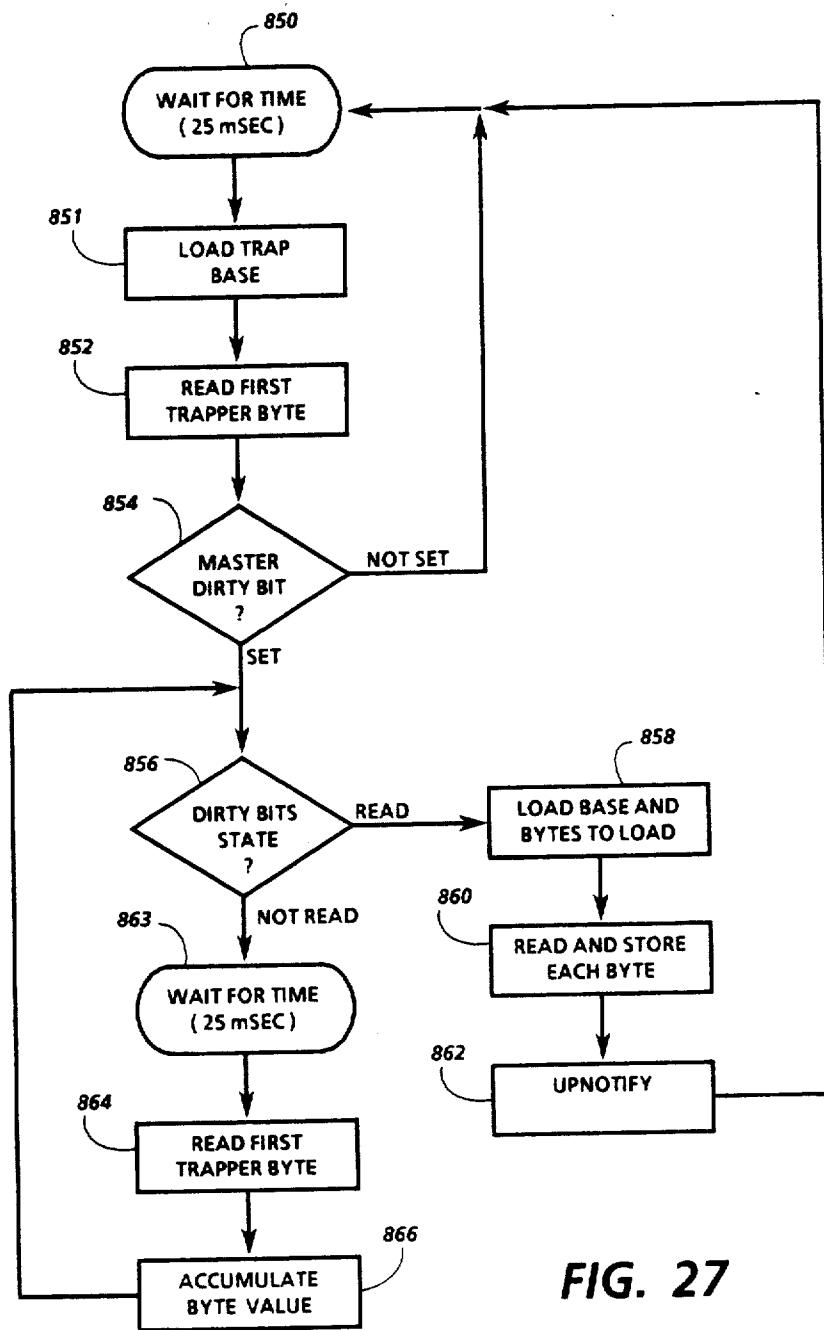 850
WAIT FOR TIME
( 25 mSEC )
851
LOAD TRAP
BASE
852
READ FIRST
TRAPPER BYTE
854
MASTER
DIRTY BIT
?
NOT SET
SET
856
DIRTY BITS
STATE
?
READ
858
LOAD BASE AND
BYTES TO LOAD
NOT READ
860
READ AND STORE
EACH BYTE
863
WAIT FOR TIME
( 25 mSEC )
862
UPNOTIFY
864
READ FIRST
TRAPPER BYTE
866
ACCUMULATE
BYTE VALUE
FIG. 27